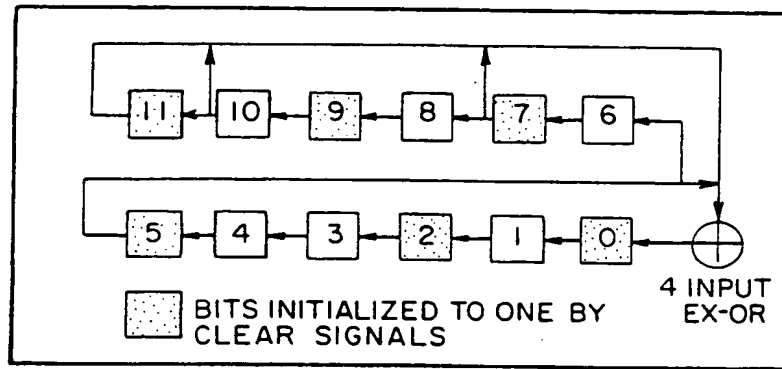 11 10 9 8 7 6
5 4 3 2 1 0
4 INPUT
EX-OR
BITS INITIALIZED TO ONE BY
CLEAR SIGNALS